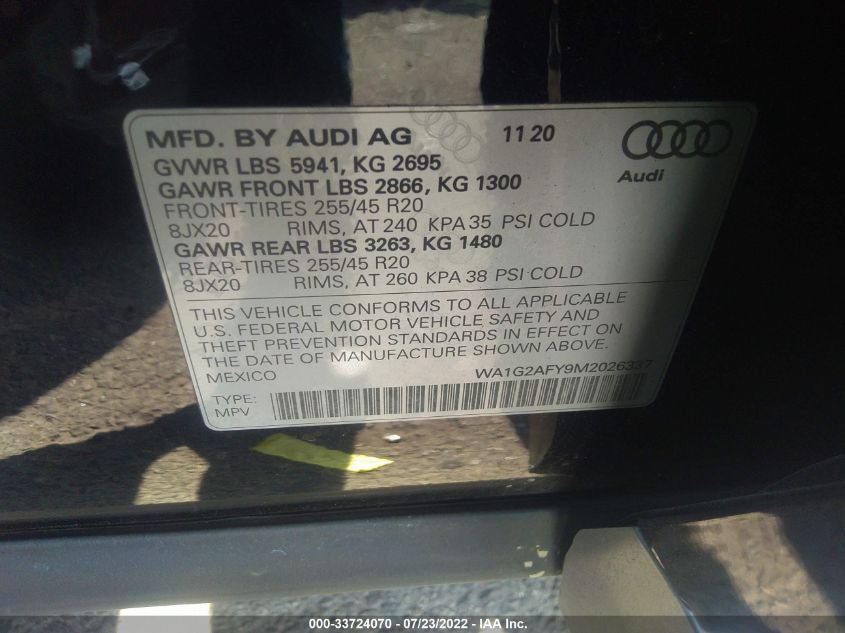 MFD. BY AUDI AG 11 20
Audi
GVWR LBS 5941, KG 2695
GAWR FRONT LBS 2866, KG 1300
FRONT-TIRES 255/45 R20
8JX20 RIMS, AT 240 KPA 35 PSI COLD
GAWR REAR LBS 3263, KG 1480
REAR-TIRES 255/45 R20
8JX20 RIMS, AT 260 KPA 38 PSI COLD
THIS VEHICLE CONFORMS TO ALL APPLICABLE
U.S. FEDERAL MOTOR VEHICLE SAFETY AND
THEFT PREVENTION STANDARDS IN EFFECT ON
THE DATE OF MANUFACTURE SHOWN ABOVE.
MEXICO WA1G2AFY9M2026337
TYPE:
MPV
000-33724070 / 07/23/2022 - IAA Inc.